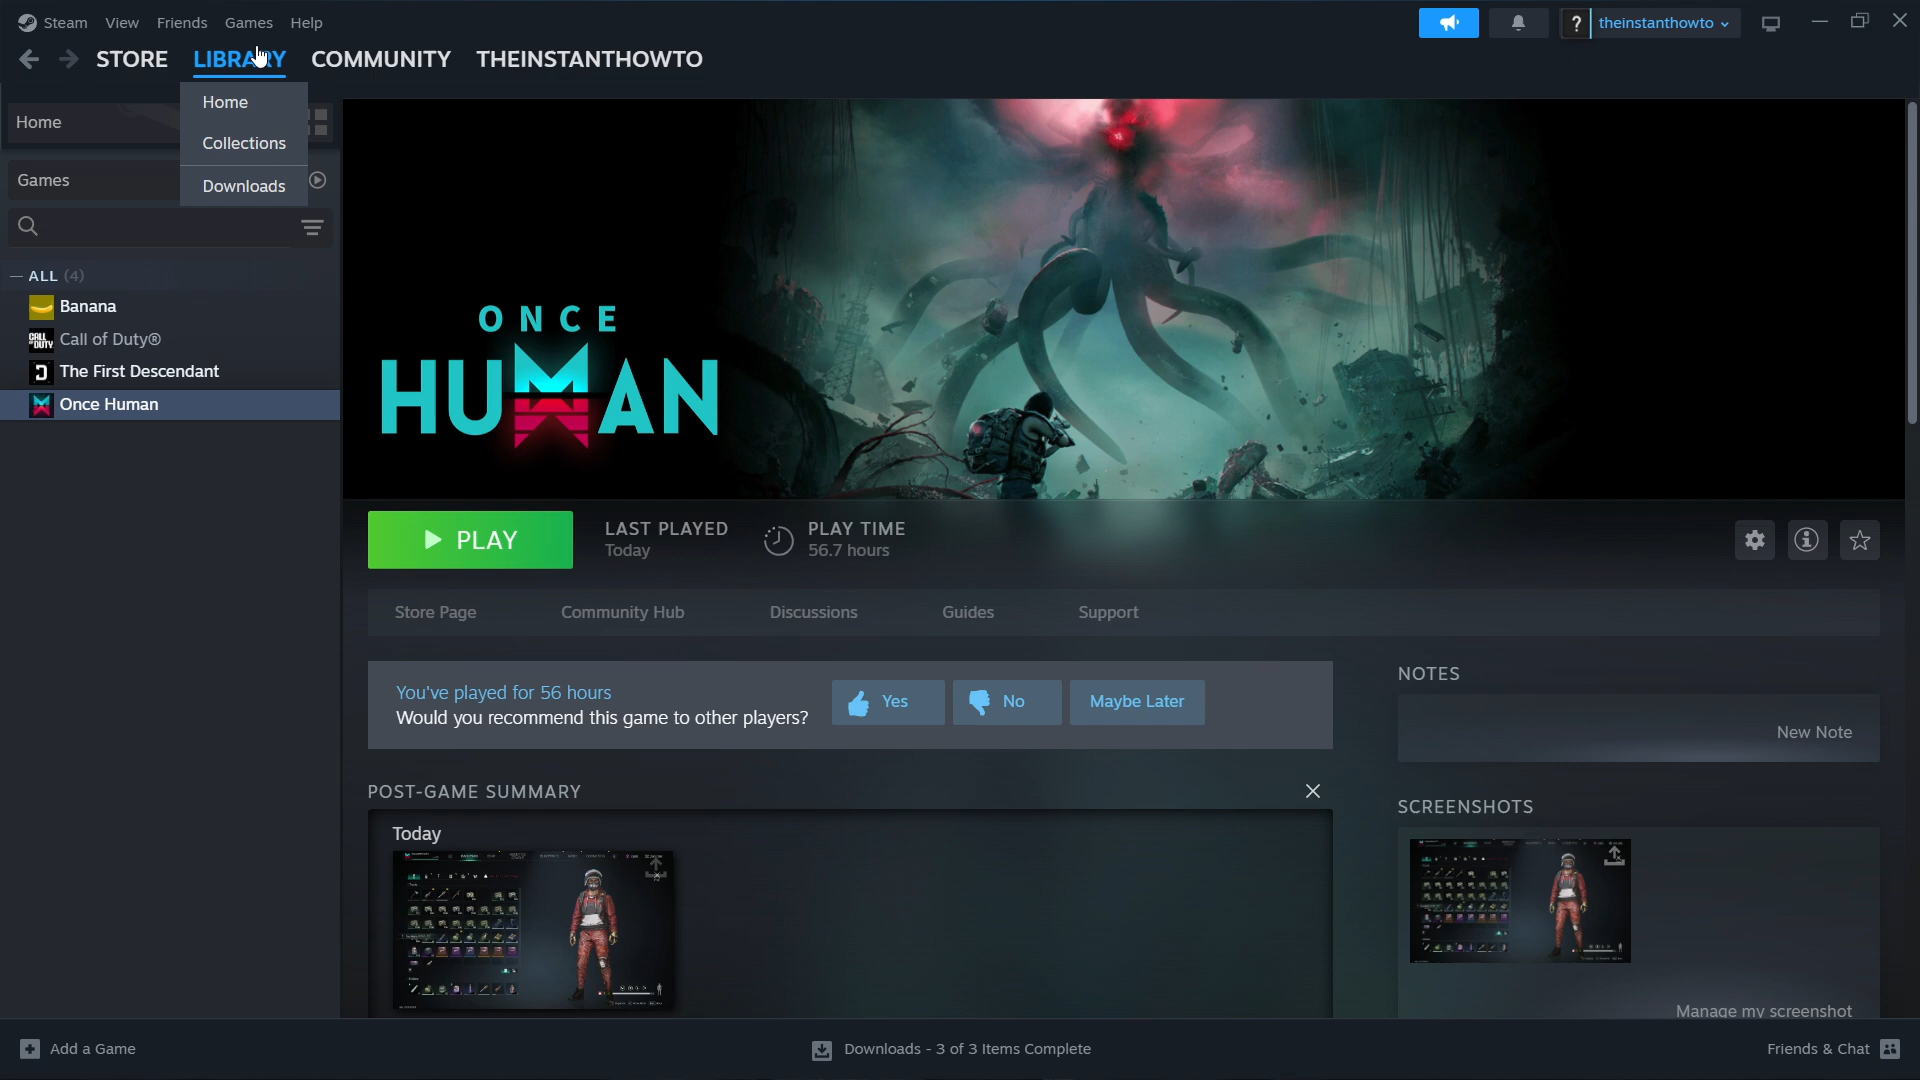 Steam View Friends Games Help
? theinstanthowto
STORE LIBRARY COMMUNITY THEINSTANTHOWTO
Home
Home
Collections
Games
Downloads
— ALL (4)
Banana
Call of Duty®
The First Descendant
Once Human
ONCE
HUMAN
PLAY
LAST PLAYED
Today
PLAY TIME
56.7 hours
Store Page Community Hub Discussions Guides Support
You've played for 56 hours
Would you recommend this game to other players?
Yes No Maybe Later
NOTES
New Note
POST-GAME SUMMARY
Today
SCREENSHOTS
Manage my screenshot
Add a Game
Downloads - 3 of 3 Items Complete
Friends & Chat